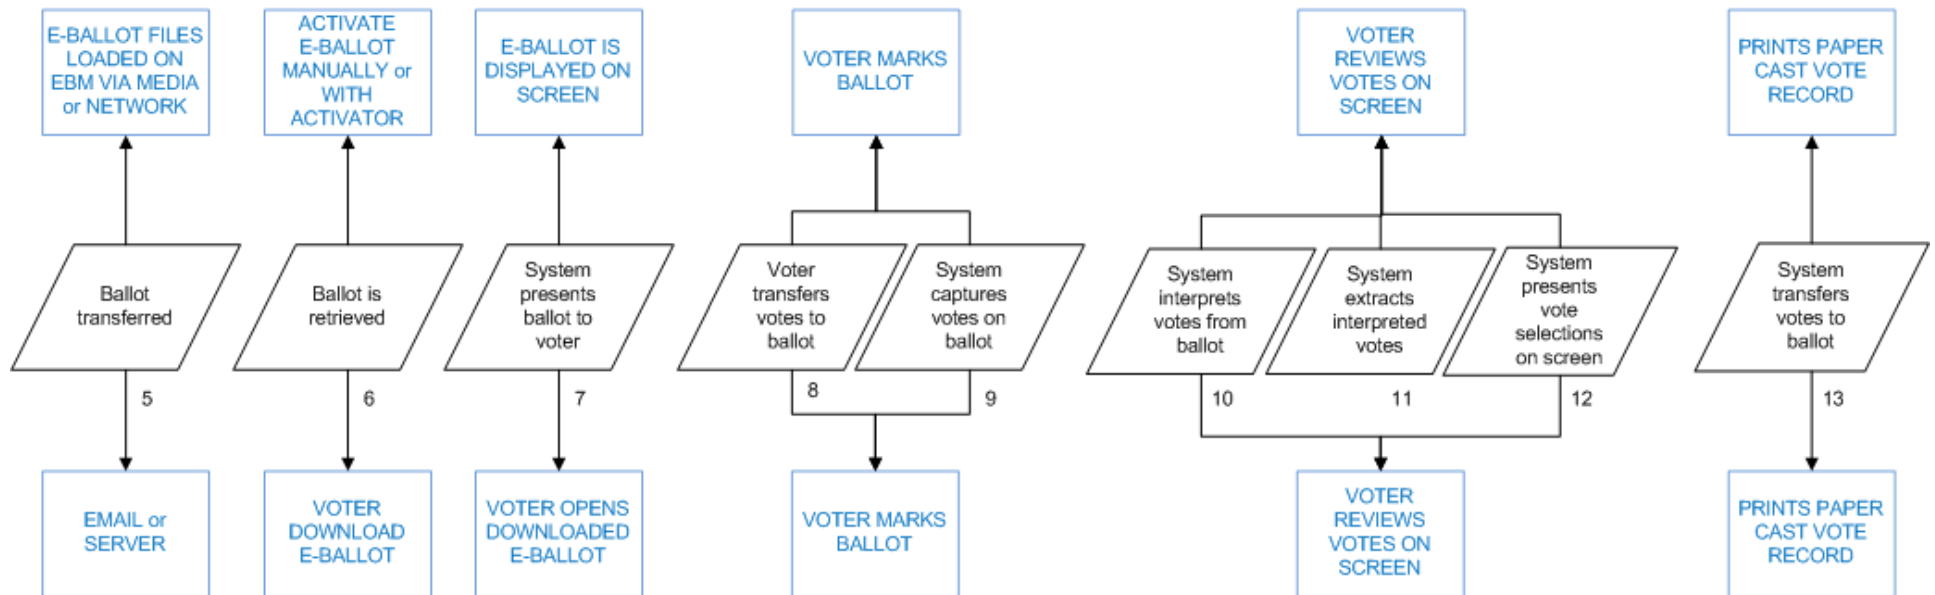 E-BALLOT FILES
LOADED ON
EBM VIA MEDIA
or NETWORK
ACTIVATE
E-BALLOT
MANUALLY or
WITH
ACTIVATOR
E-BALLOT IS
DISPLAYED ON
SCREEN
VOTER MARKS
BALLOT
VOTER
REVIEWS
VOTES ON
SCREEN
PRINTS PAPER
CAST VOTE
RECORD
Ballot
transferred
Ballot is
retrieved
System
presents
ballot to
voter
Voter
transfers
votes to
ballot
System
captures
votes on
ballot
System
interprets
votes from
ballot
System
extracts
interpreted
votes
System
presents
vote
selections
on screen
System
transfers
votes to
ballot
5
6
7
8
9
10
11
12
13
EMAIL or
SERVER
VOTER
DOWNLOAD
E-BALLOT
VOTER OPENS
DOWNLOADED
E-BALLOT
VOTER MARKS
BALLOT
VOTER
REVIEWS
VOTES ON
SCREEN
PRINTS PAPER
CAST VOTE
RECORD